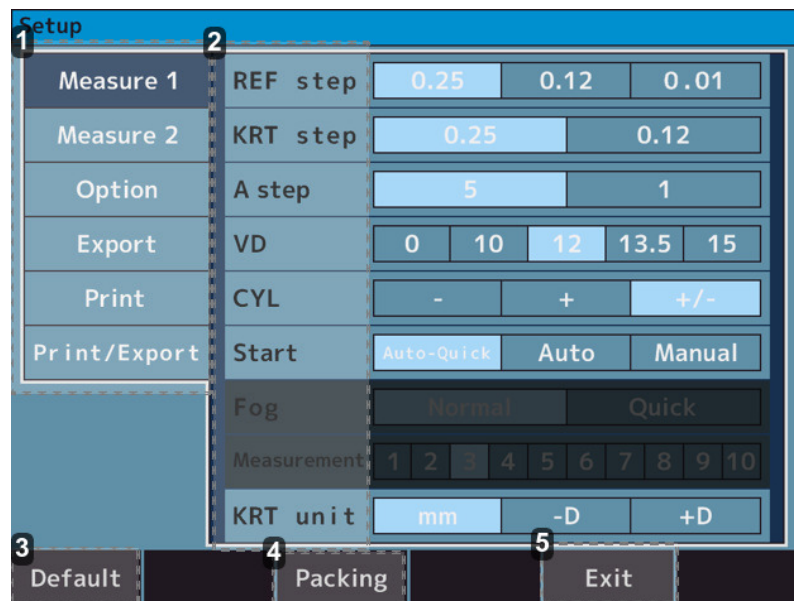 Setup
1
2
Measure 1
Measure 2
Option
Export
Print
Print/Export
REF step 0.25 0.12 0.01
KRT step 0.25 0.12
A step 5 1
VD 0 10 12 13.5 15
CYL - + +/-
Start Auto-Quick Auto Manual
Fog Normal Quick
Measurement 1 2 3 4 5 6 7 8 9 10
KRT unit mm -D +D
3
4
5
Default Packing Exit